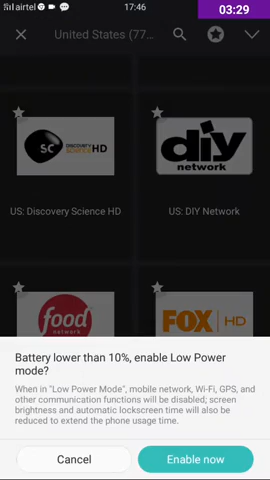 airtel
17:46
03:29
United States (77...
SC DISCOVERY SCIENCE HD
diy
network
US: Discovery Science HD
US: DIY Network
food
network
FOX HD
Battery lower than 10%, enable Low Power
mode?
When in "Low Power Mode", mobile network, Wi-Fi, GPS, and
other communication functions will be disabled; screen
brightness and automatic lockscreen time will also be
reduced to extend the phone usage time.
Cancel
Enable now